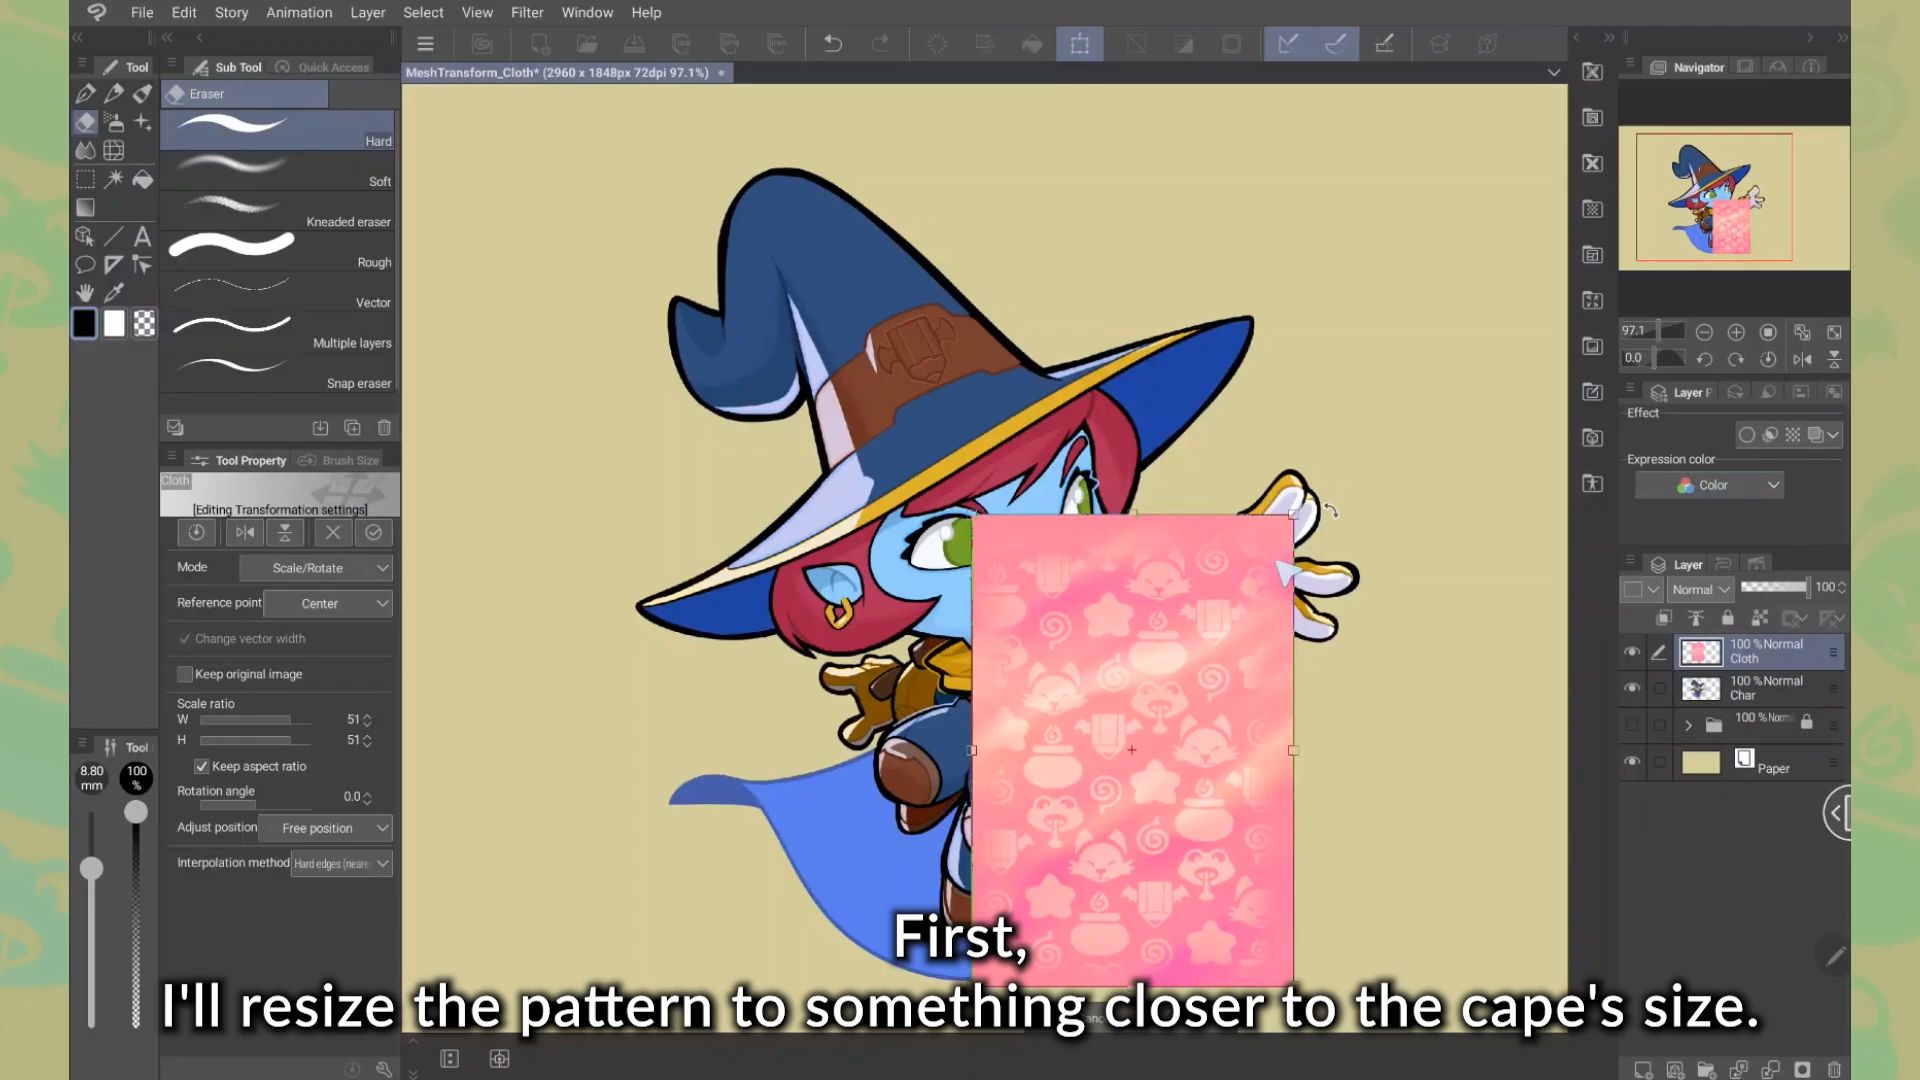 File Edit Story Animation Layer Select View Filter Window Help
Tool
Sub Tool
Quick Access
MeshTransform_Cloth* (2960 x 1848px 72dpi 97.1%)
Navigator
Eraser
Hard
Soft
Kneaded eraser
Rough
Vector
Multiple layers
Snap eraser
97.1
0.0
Layer P
Effect
Expression color
Color
Tool Property
Brush Size
Cloth
[Editing Transformation settings]
Mode
Scale/Rotate
Reference point
Center
Change vector width
Keep original image
Scale ratio
W
51
H
51
Keep aspect ratio
Rotation angle
0.0
Adjust position
Free position
Interpolation method
Hard edges (neare
Tool
8.80
mm
100
%
Layer
Normal
100
100 %Normal
Cloth
100 %Normal
Char
100 %Norm
Paper
First,
I'll resize the pattern to something closer to the cape's size.